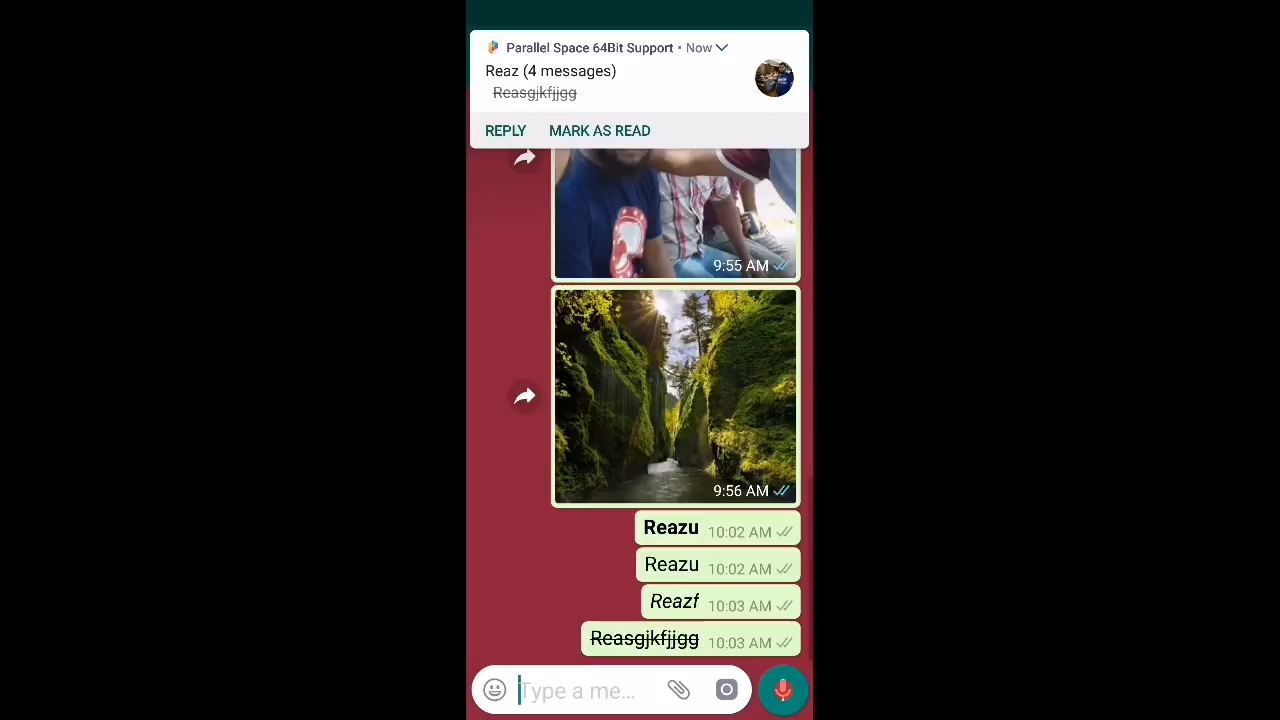 Parallel Space 64Bit Support • Now
Reaz (4 messages)
Reasgjkfjjgg
REPLY MARK AS READ
9:55 AM
9:56 AM
Reazu 10:02 AM
Reazu 10:02 AM
Reazf 10:03 AM
Reasgjkfjjgg 10:03 AM
Type a me...